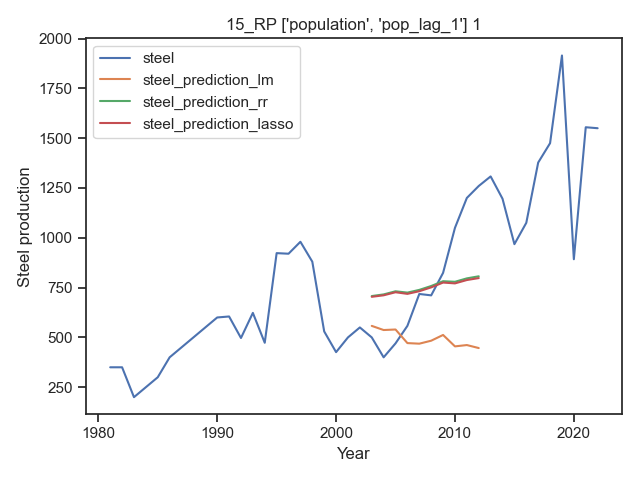 15_RP ['population', 'pop_lag_1'] 1
steel
steel_prediction_lm
steel_prediction_rr
steel_prediction_lasso
Steel production
2000
1750
1500
1250
1000
750
500
250
1980
1990
2000
2010
2020
Year